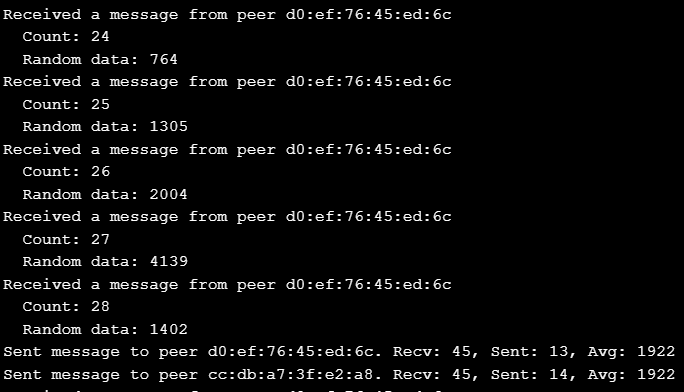 Received a message from peer d0:ef:76:45:ed:6c
Count: 24
Random data: 764
Received a message from peer d0:ef:76:45:ed:6c
Count: 25
Random data: 1305
Received a message from peer d0:ef:76:45:ed:6c
Count: 26
Random data: 2004
Received a message from peer d0:ef:76:45:ed:6c
Count: 27
Random data: 4139
Received a message from peer d0:ef:76:45:ed:6c
Count: 28
Random data: 1402
Sent message to peer d0:ef:76:45:ed:6c. Recv: 45, Sent: 13, Avg: 1922
Sent message to peer cc:db:a7:3f:e2:a8. Recv: 45, Sent: 14, Avg: 1922